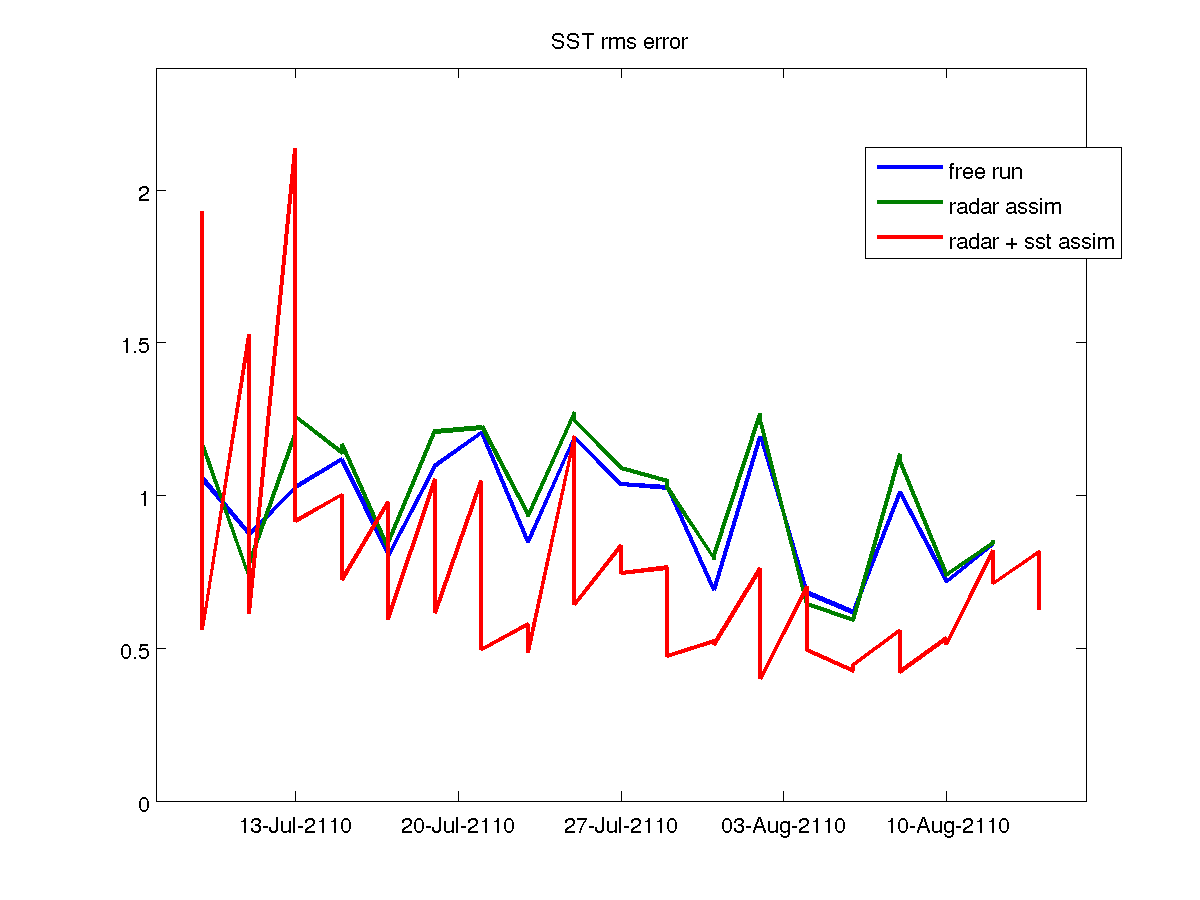 SST rms error
2
1.5
1
0.5
0
13-Jul-2110
20-Jul-2110
27-Jul-2110
03-Aug-2110
10-Aug-2110
free run
radar assim
radar + sst assim